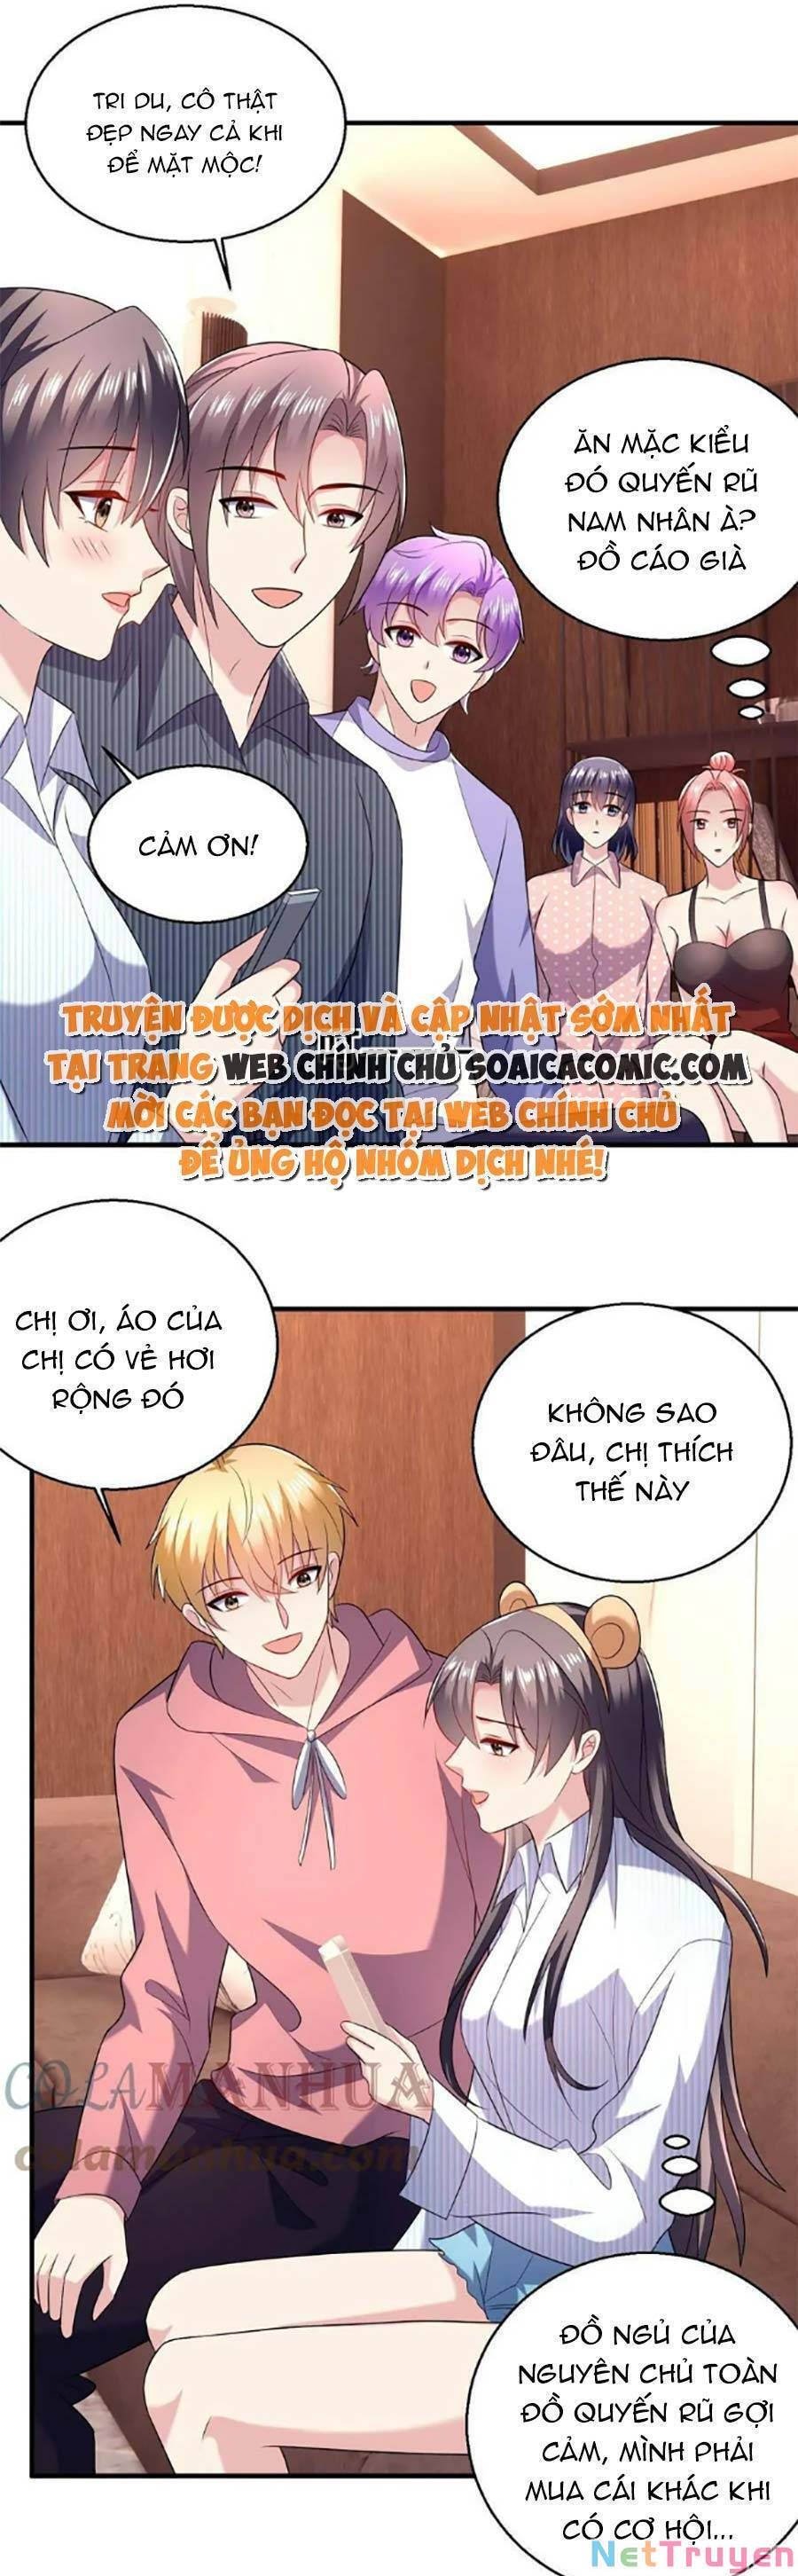 TRI DU, CÔ THẬT
ĐẸP NGAY CẢ KHI
ĐỂ MẶT MỘC!
ĂN MẶC KIỂU
ĐÓ QUYẾN RŨ
NAM NHÂN À?
ĐỒ CÁO GIÀ
CẢM ƠN!
TRUYỆN ĐƯỢC DỊCH VÀ CẬP NHẬT SỚM NHẤT
TẠI TRANG WEB CHÍNH CHỦ SOAICACOMIC.COM
MỜI CÁC BẠN ĐỌC TẠI WEB CHÍNH CHỦ
ĐỂ ỦNG HỘ NHÓM DỊCH NHÉ!
CHỊ ƠI, ÁO CỦA
CHỊ CÓ VẺ HƠI
RỘNG ĐÓ
KHÔNG SAO
ĐÂU, CHỊ THÍCH
THẾ NÀY
COLAMANHUA
colamanhua.com
ĐỒ NGỦ CỦA
NGUYÊN CHỦ TOÀN
ĐỒ QUYẾN RŨ GỢI
CẢM, MÌNH PHẢI
MUA CÁI KHÁC KHI
CÓ CƠ HỘI...
NetTruyen